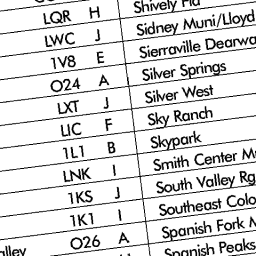 LQR H Shively Fld
LWC J Sidney Muni/Lloyd
1V8 E Sierraville Dearwa
O24 A Silver Springs
LXT J Silver West
LIC F Sky Ranch
1L1 B Skypark
LNK I Smith Center
1KS J South Valley Rg
1K1 I Southeast Colo
alley O26 A Spanish Fork
Spanish Peaks